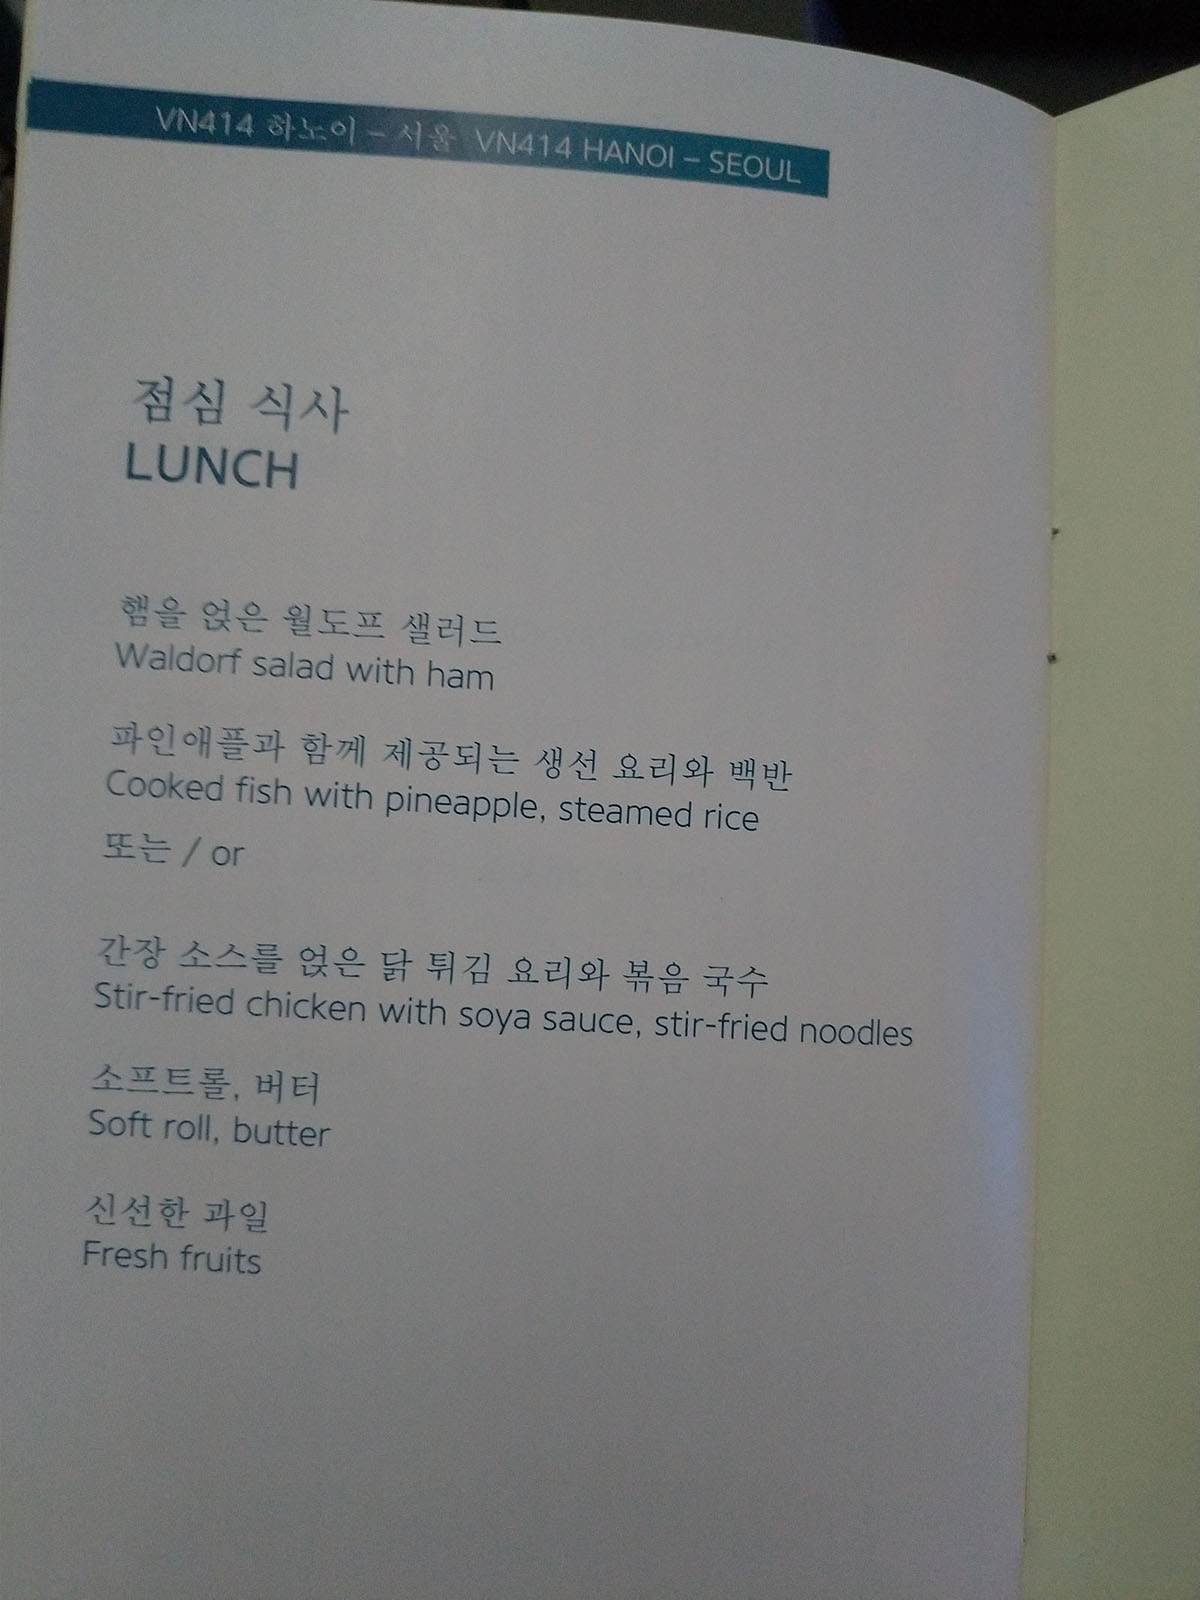 VN414 하노이 – 서울 VN414 HANOI – SEOUL
점심 식사
LUNCH
햄을 얹은 월도프 샐러드
Waldorf salad with ham
파인애플과 함께 제공되는 생선 요리와 백반
Cooked fish with pineapple, steamed rice
또는 / or
간장 소스를 얹은 닭 튀김 요리와 볶음 국수
Stir-fried chicken with soya sauce, stir-fried noodles
소프트롤, 버터
Soft roll, butter
신선한 과일
Fresh fruits